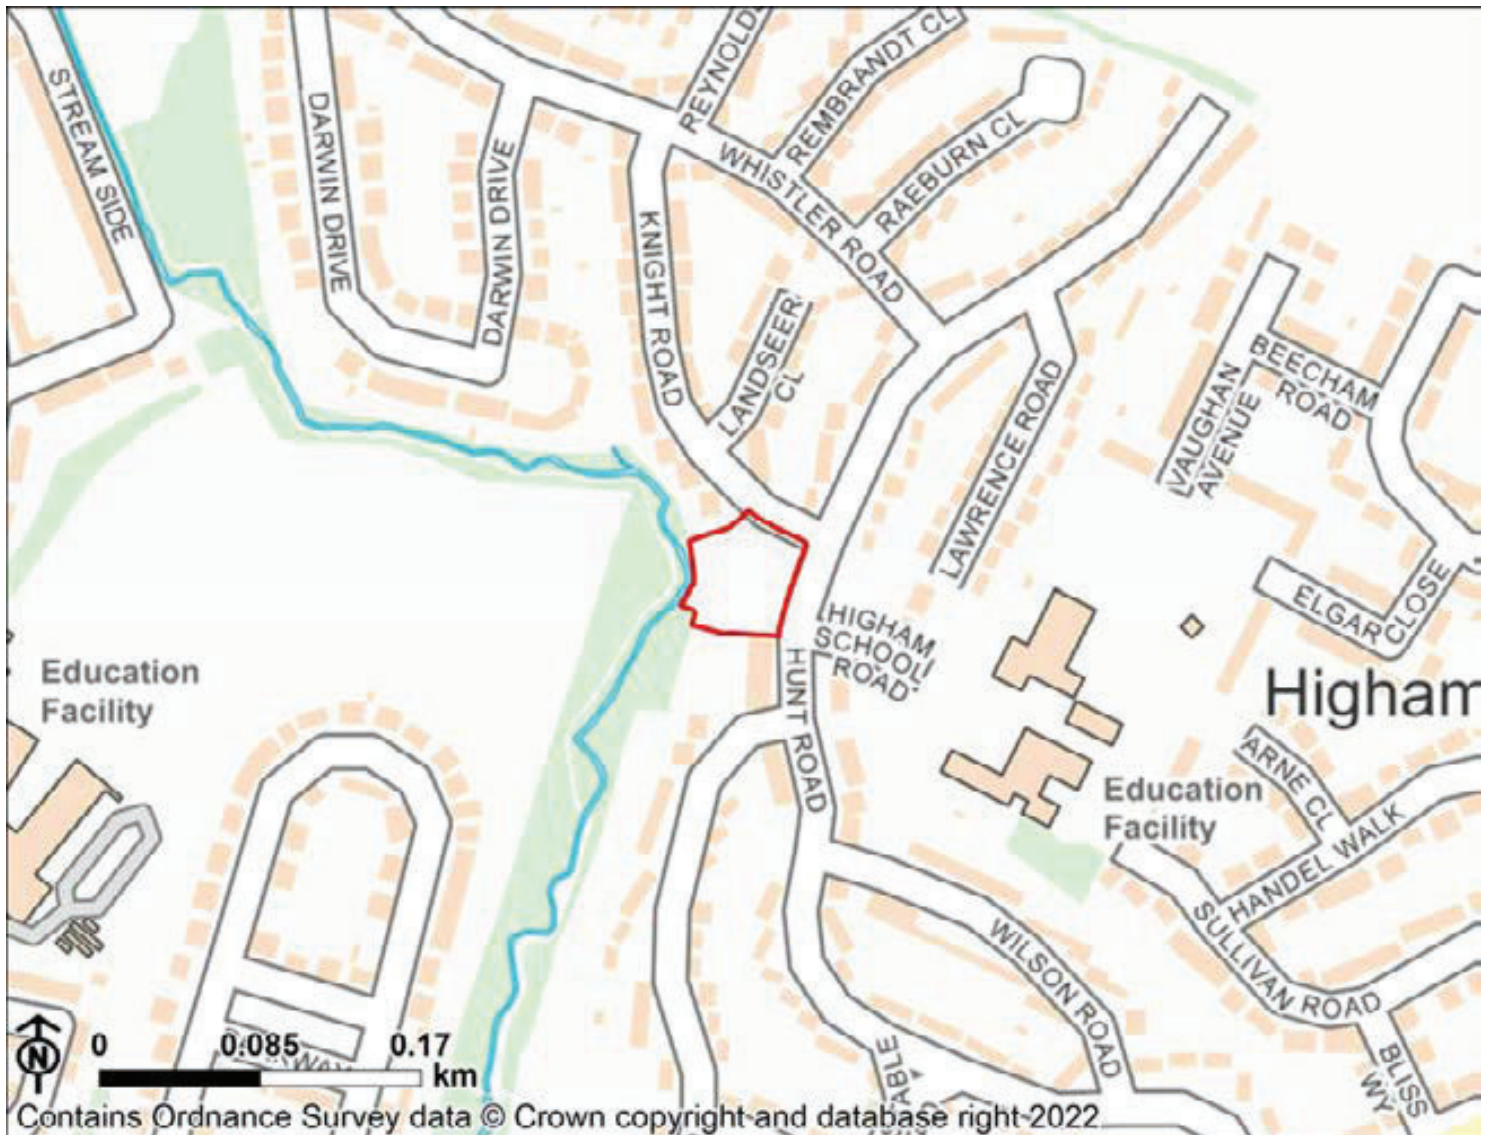 STREAM SIDE
DARWIN DRIVE
DARWIN DRIVE
REMBRANDT CL
RAEBURN CL
WHISTLER ROAD
KNIGHT ROAD
LANDSEER
CL
LAWRENCE ROAD
VAUGHAN
AVENUE
BEECHAM
ROAD
ELGAR CLOSE
HIGHAM
SCHOOL
ROAD
HUNT ROAD
Education
Facility
Higham
Education
Facility
ARNE CL
HANDEL WALK
SULLIVAN ROAD
WILSON ROAD
BLISS
WY
N
0 0.085 0.17
km
Contains Ordnance Survey data © Crown copyright and database right 2022